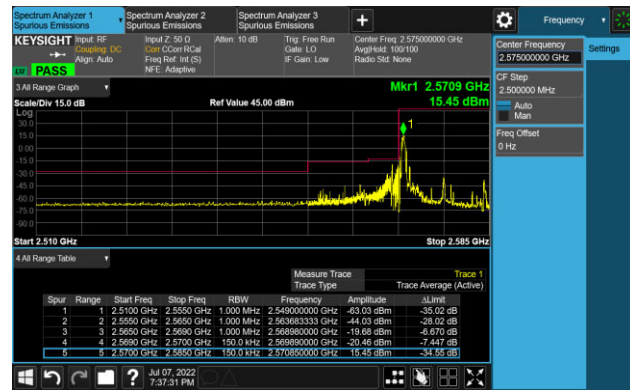 Spectrum Analyzer 1
Spurious Emissions
Spectrum Analyzer 2
Spurious Emissions
Spectrum Analyzer 3
Spurious Emissions
Frequency
KEYSIGHT
Input: RF
Coupling: DC
Align: Auto
Input Z: 50 Ω
Corr CCorr RCal
Freq Ref: Int (S)
NFE: Adaptive
Atten: 10 dB
Trig: Free Run
Gate: LO
IF Gain: Low
Center Freq: 2.575000000 GHz
Avg|Hold: 100/100
Radio Std: None
PASS
Center Frequency
2.575000000 GHz
Settings
CF Step
2.500000 MHz
Auto
Man
Freq Offset
0 Hz
3 All Range Graph
Mkr1 2.5709 GHz
Scale/Div 15.0 dB
Ref Value 45.00 dBm
15.45 dBm
Log
30.0
15.0
0.00
-15.0
-30.0
-45.0
-60.0
-75.0
-90.0
1
Start 2.510 GHz
Stop 2.585 GHz
4 All Range Table
Measure Trace Trace 1
Trace Type Trace Average (Active)
Spur Range Start Freq Stop Freq RBW Frequency Amplitude ΔLimit
1 1 2.5100 GHz 2.5550 GHz 1.000 MHz 2.549000000 GHz -63.03 dBm -35.02 dB
2 2 2.5550 GHz 2.5650 GHz 1.000 MHz 2.563683333 GHz -44.03 dBm -28.02 dB
3 3 2.5650 GHz 2.5690 GHz 1.000 MHz 2.568980000 GHz -19.68 dBm -6.670 dB
4 4 2.5690 GHz 2.5700 GHz 150.0 kHz 2.569890000 GHz -20.46 dBm -7.447 dB
5 5 2.5700 GHz 2.5850 GHz 150.0 kHz 2.570850000 GHz 15.45 dBm -34.55 dB
Jul 07, 2022
7:37:31 PM